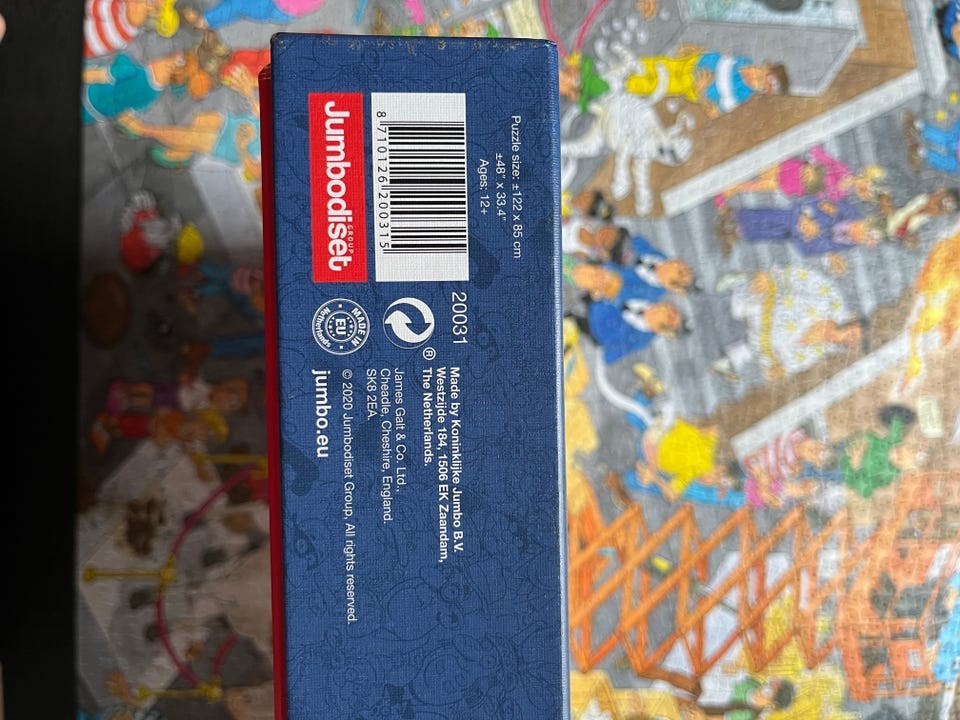 Puzzle size: ±122 x 85 cm
±48" x 33.4"
Ages: 12+
8 710126 200315
Jumbodiset
GROUP
20031
®
MADE IN
EU
Netherlands
Made by Koninklijke Jumbo B.V.
Westzijde 184, 1506 EK Zaandam,
The Netherlands.
James Galt & Co. Ltd.,
Cheadle, Cheshire, England.
SK8 2EA.
© 2020 Jumbodiset Group, All rights reserved.
jumbo.eu